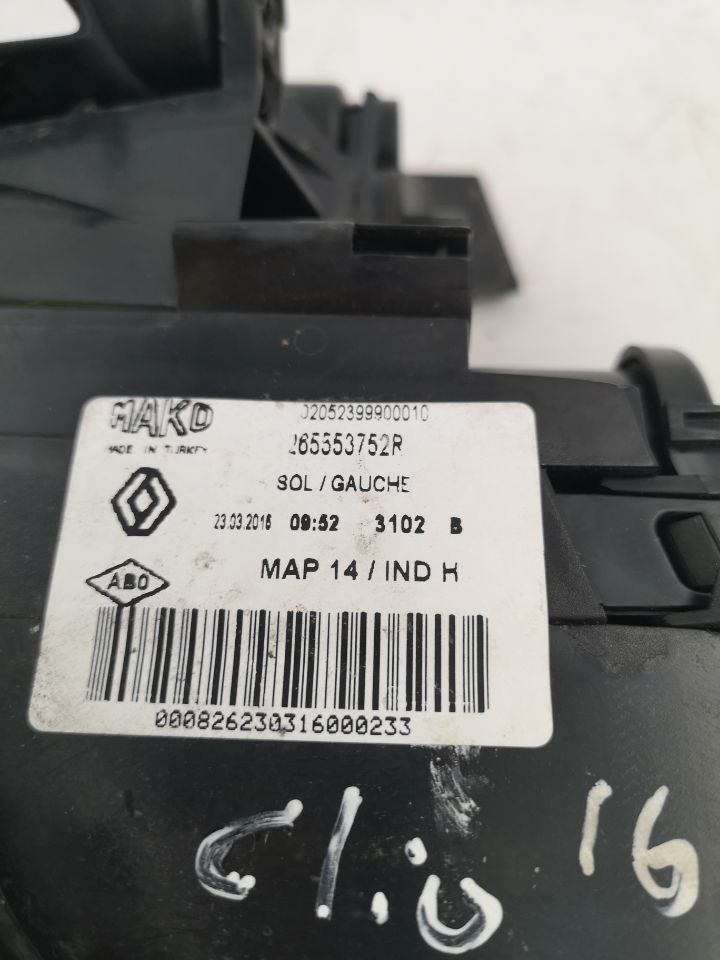 MAKO
02052399900010
MADE IN TURKEY
265553752R
SOL / GAUCHE
23.03.2016 09:52 3102 B
ABO
MAP 14 / IND H
000826230316000233
Clio '16